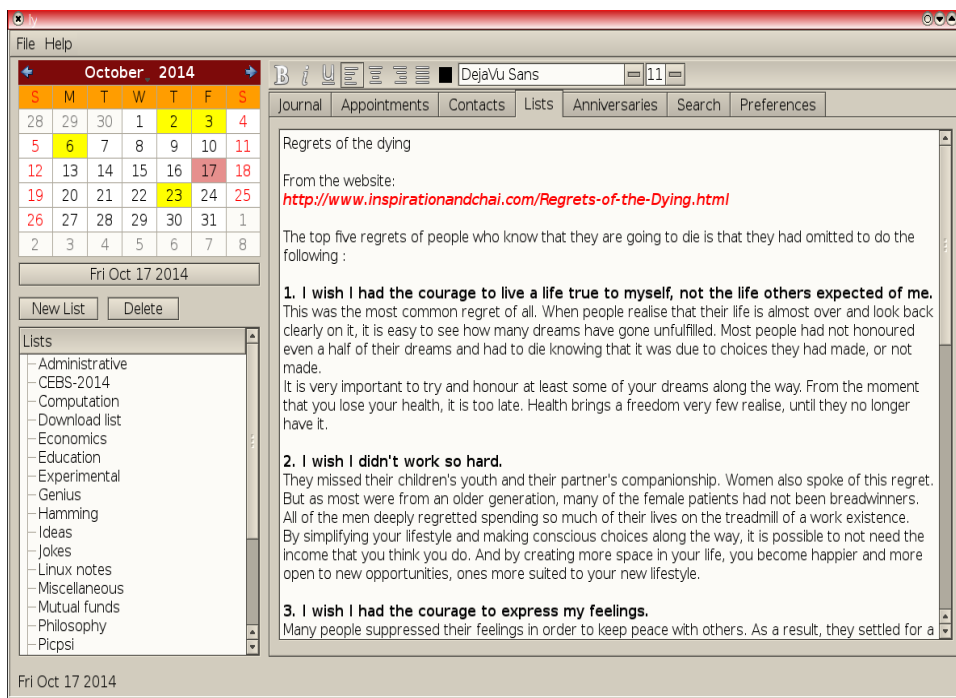 ly
File Help
October 2014
S M T W T F S
28 29 30 1 2 3 4
5 6 7 8 9 10 11
12 13 14 15 16 17 18
19 20 21 22 23 24 25
26 27 28 29 30 31 1
2 3 4 5 6 7 8
Fri Oct 17 2014
New List Delete
Lists
Administrative
CEBS-2014
Computation
Download list
Economics
Education
Experimental
Genius
Hamming
Ideas
Jokes
Linux notes
Miscellaneous
Mutual funds
Philosophy
Picpsi
B i U DejaVu Sans 11
Journal Appointments Contacts Lists Anniversaries Search Preferences
Regrets of the dying
From the website:
http://www.inspirationandchai.com/Regrets-of-the-Dying.html
The top five regrets of people who know that they are going to die is that they had omitted to do the
following :
1. I wish I had the courage to live a life true to myself, not the life others expected of me.
This was the most common regret of all. When people realise that their life is almost over and look back
clearly on it, it is easy to see how many dreams have gone unfulfilled. Most people had not honoured
even a half of their dreams and had to die knowing that it was due to choices they had made, or not
made.
It is very important to try and honour at least some of your dreams along the way. From the moment
that you lose your health, it is too late. Health brings a freedom very few realise, until they no longer
have it.
2. I wish I didn't work so hard.
They missed their children's youth and their partner's companionship. Women also spoke of this regret.
But as most were from an older generation, many of the female patients had not been breadwinners.
All of the men deeply regretted spending so much of their lives on the treadmill of a work existence.
By simplifying your lifestyle and making conscious choices along the way, it is possible to not need the
income that you think you do. And by creating more space in your life, you become happier and more
open to new opportunities, ones more suited to your new lifestyle.
3. I wish I had the courage to express my feelings.
Many people suppressed their feelings in order to keep peace with others. As a result, they settled for a
Fri Oct 17 2014